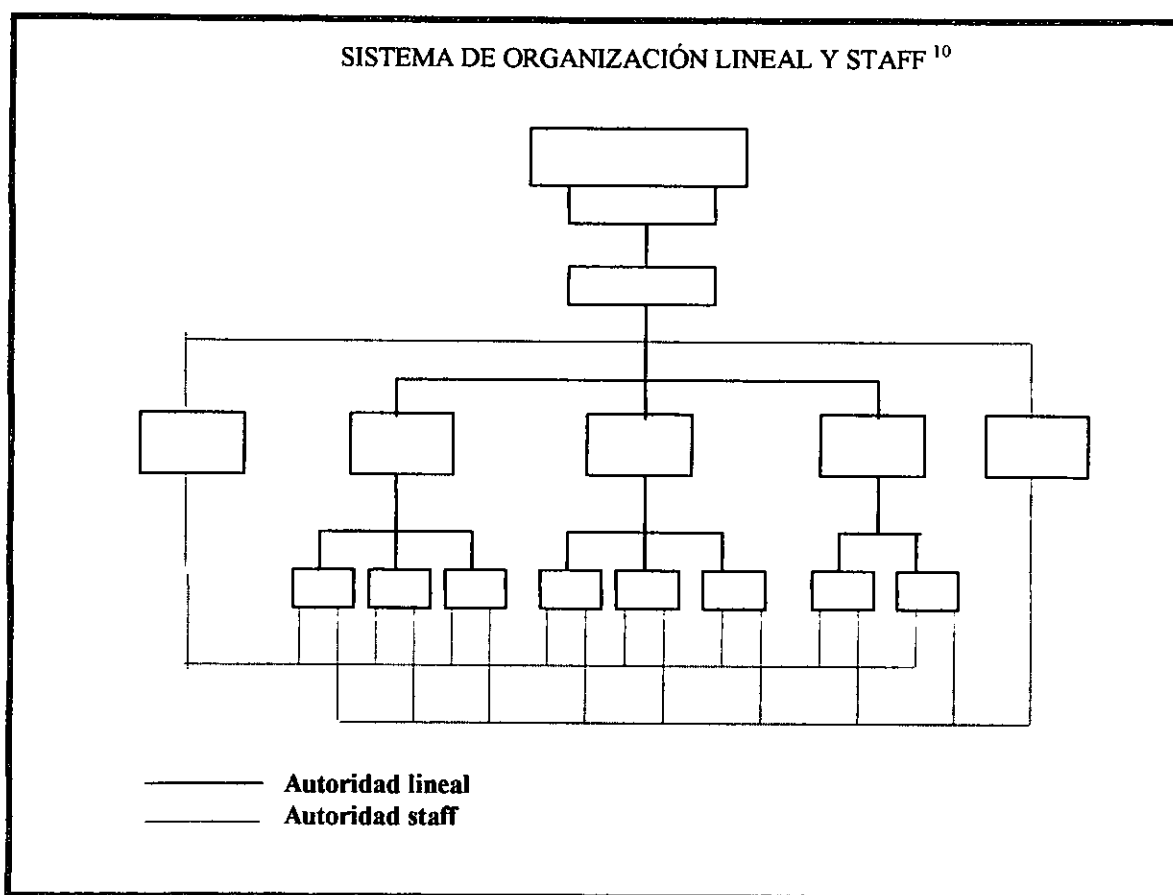 SISTEMA DE ORGANIZACIÓN LINEAL Y STAFF 10
Autoridad lineal
Autoridad staff